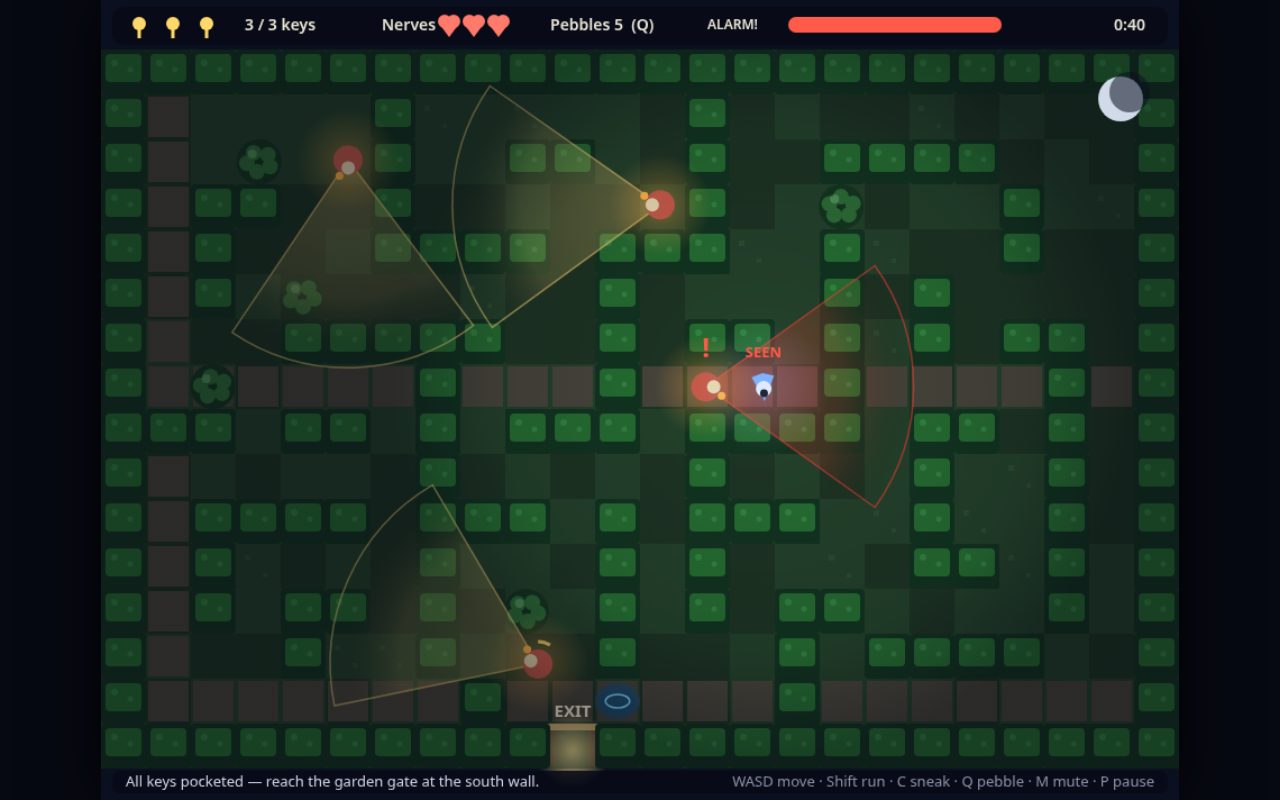 3 / 3 keys Nerves Pebbles 5 (Q) ALARM! 0:40
!
SEEN
EXIT
All keys pocketed — reach the garden gate at the south wall. WASD move · Shift run · C sneak · Q pebble · M mute · P pause